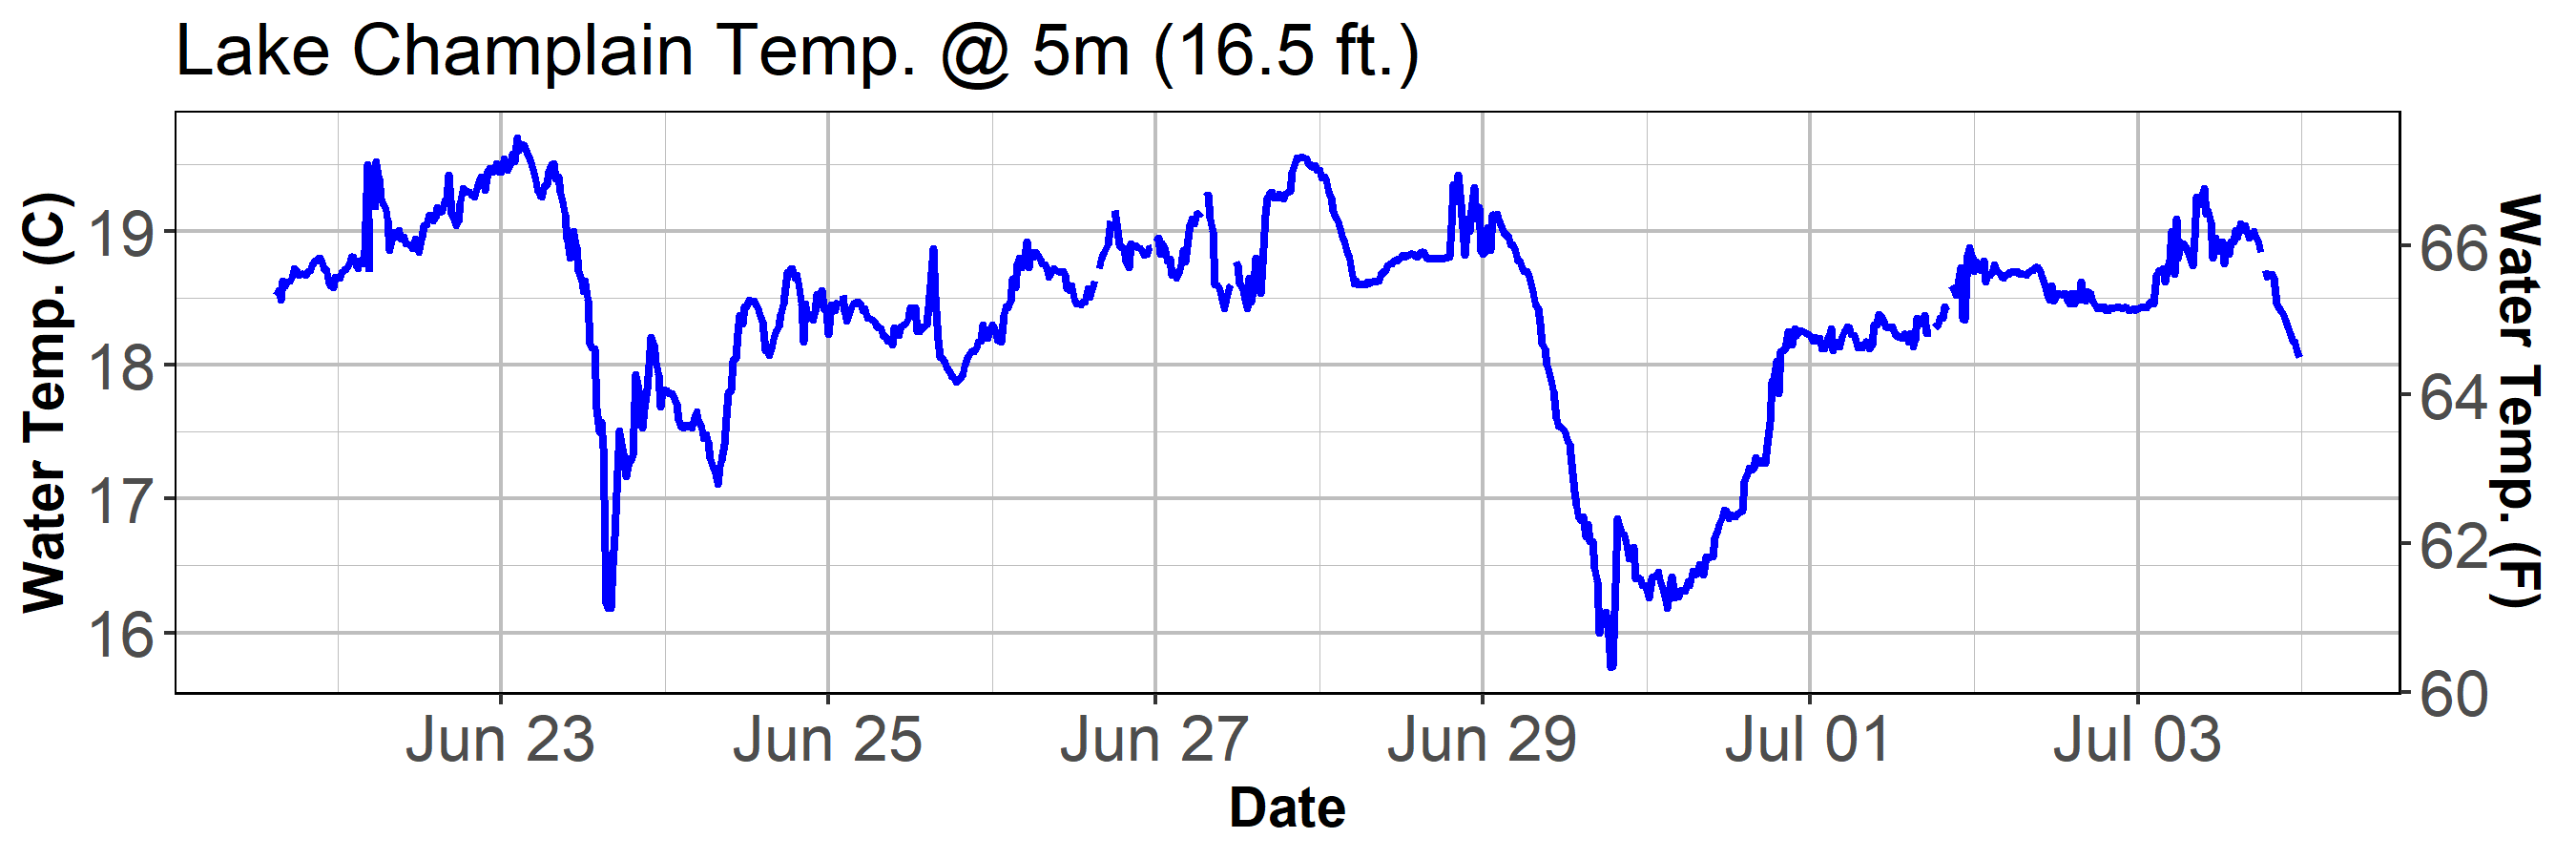 Lake Champlain Temp. @ 5m (16.5 ft.)
Water Temp. (C)
19
18
17
16
66
64
62
60
Water Temp. (F)
Jun 23
Jun 25
Jun 27
Jun 29
Jul 01
Jul 03
Date